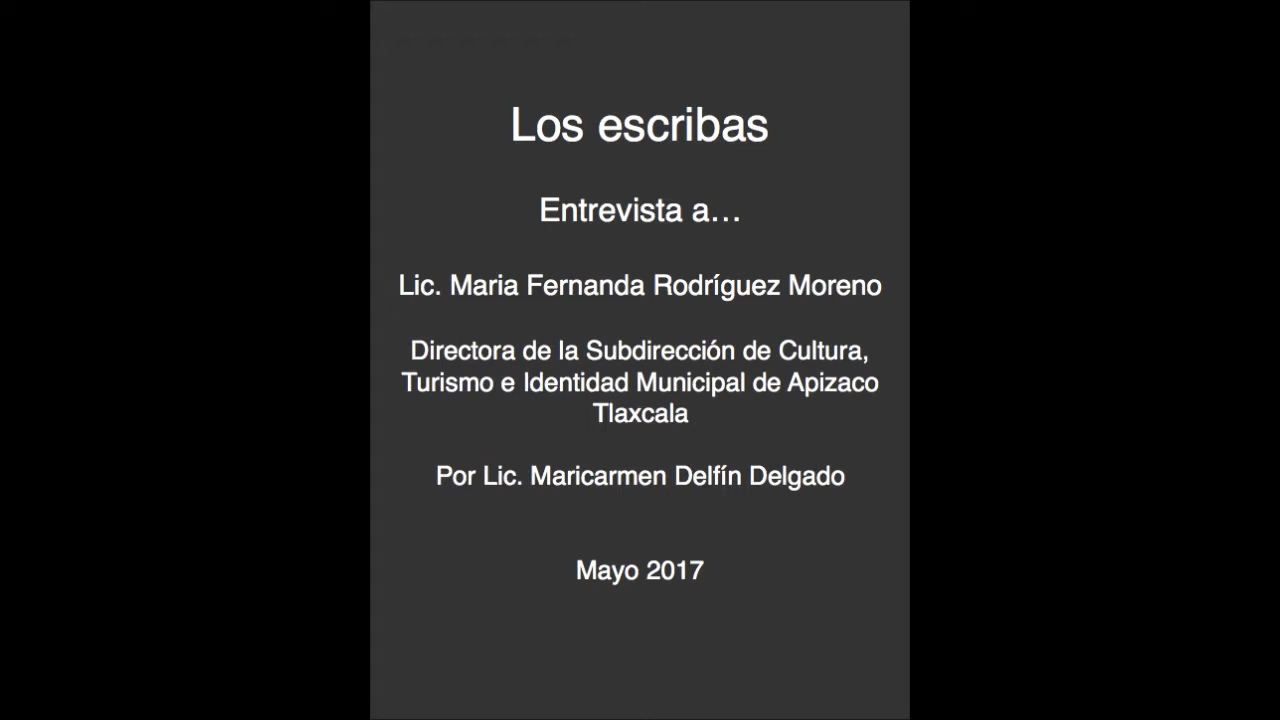 Los escribas
Entrevista a…
Lic. Maria Fernanda Rodríguez Moreno
Directora de la Subdirección de Cultura,
Turismo e Identidad Municipal de Apizaco
Tlaxcala
Por Lic. Maricarmen Delfín Delgado
Mayo 2017